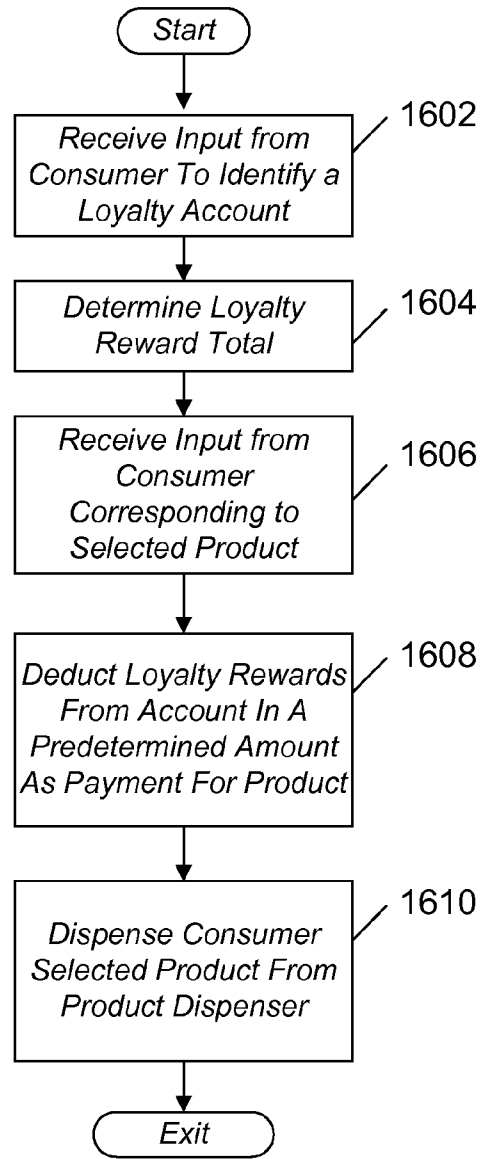 Start
1602
Receive Input from
Consumer To Identify a
Loyalty Account
1604
Determine Loyalty
Reward Total
1606
Receive Input from
Consumer
Corresponding to
Selected Product
1608
Deduct Loyalty Rewards
From Account In A
Predetermined Amount
As Payment For Product
1610
Dispense Consumer
Selected Product From
Product Dispenser
Exit